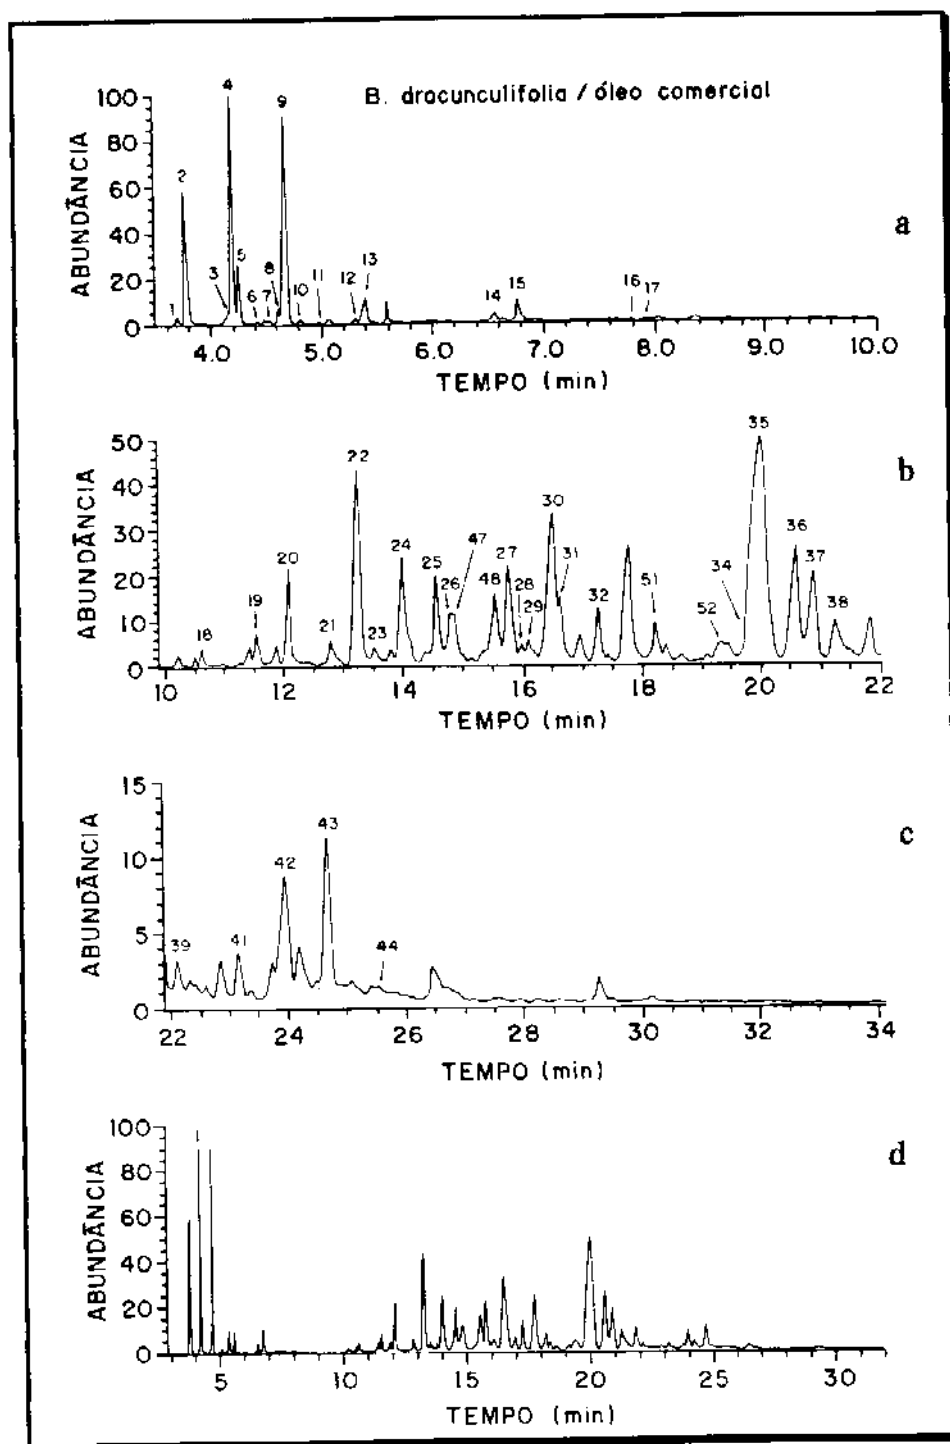 B. dracunculifolia / óleo comercial
a
ABUNDÂNCIA
100
80
60
40
20
0
1 2 3 4 5 6 7 8 9 10 11 12 13 14 15 16 17
4.0 5.0 6.0 7.0 8.0 9.0 10.0
TEMPO (min)
b
ABUNDÂNCIA
50
40
30
20
10
0
18 19 20 21 22 23 24 25 26 47 48 27 28 29 30 31 32 51 52 34 35 36 37 38
10 12 14 16 18 20 22
TEMPO (min)
c
ABUNDÂNCIA
15
10
5
0
39 41 42 43 44
22 24 26 28 30 32 34
TEMPO (min)
d
ABUNDÂNCIA
100
80
60
40
20
0
5 10 15 20 25 30
TEMPO (min)